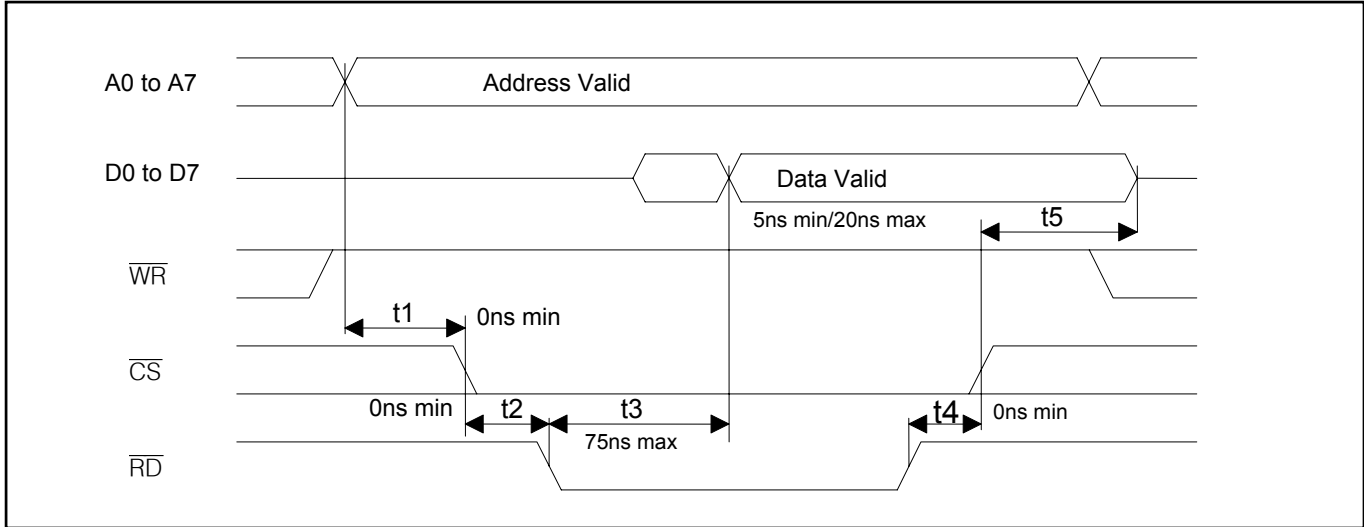 A0 to A7
Address Valid
D0 to D7
Data Valid
5ns min/20ns max
t5
WR
t1
0ns min
CS
0ns min
t2
t3
t4
0ns min
75ns max
RD